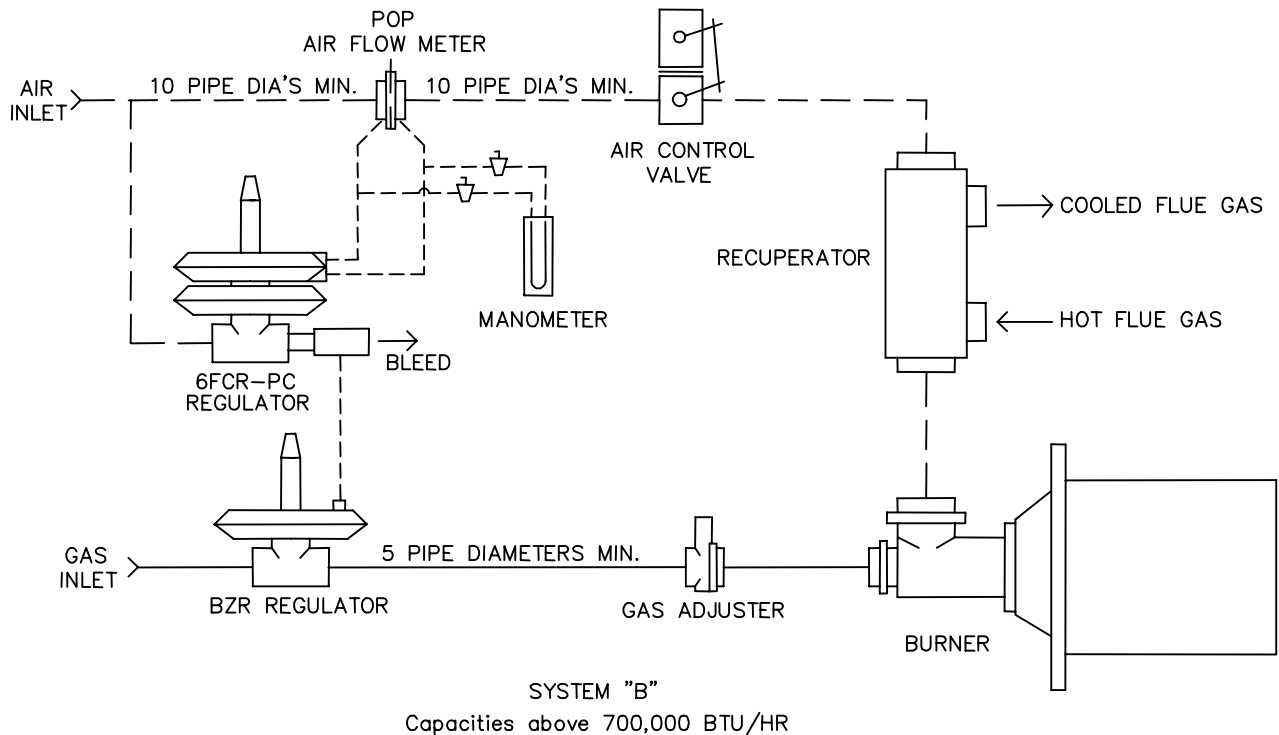 POP
AIR FLOW METER
AIR
INLET
10 PIPE DIA'S MIN.
10 PIPE DIA'S MIN.
AIR CONTROL
VALVE
COOLED FLUE GAS
RECUPERATOR
MANOMETER
HOT FLUE GAS
BLEED
6FCR-PC
REGULATOR
GAS
INLET
5 PIPE DIAMETERS MIN.
BZR REGULATOR
GAS ADJUSTER
BURNER
SYSTEM "B"
Capacities above 700,000 BTU/HR